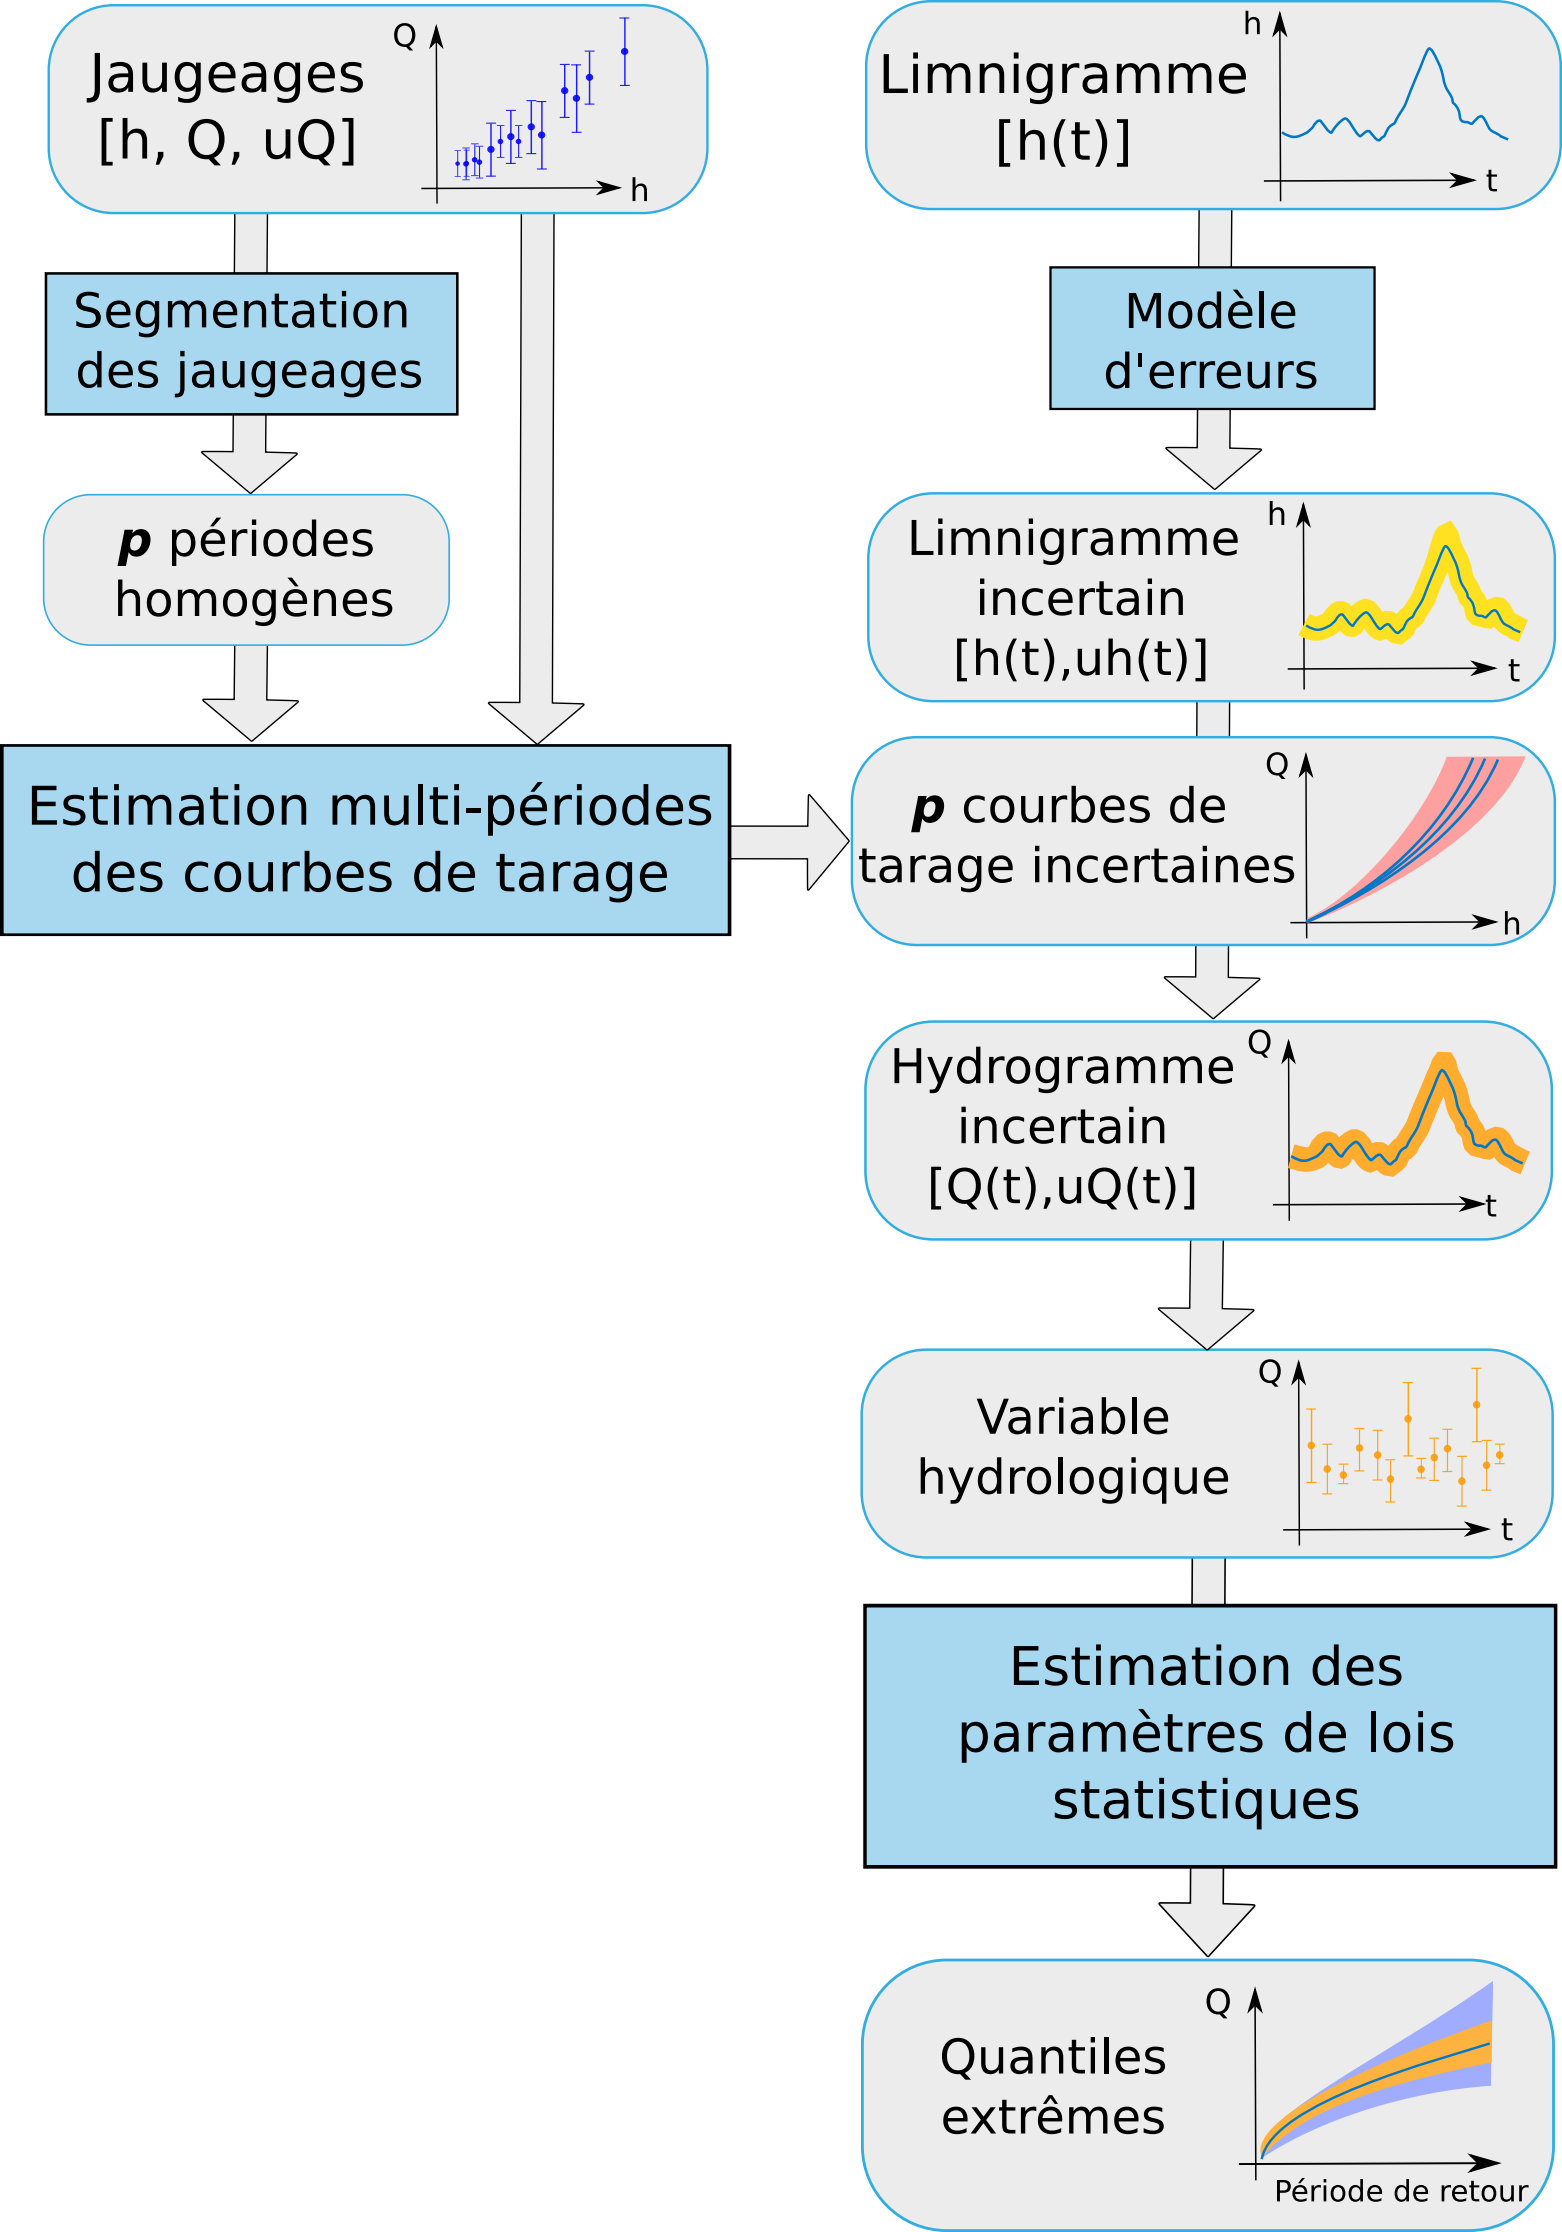 Jaugeages
[h, Q, uQ]
Q
h
Limnigramme
[h(t)]
h
t
Segmentation
des jaugeages
Modèle
d'erreurs
p périodes
homogènes
Limnigramme
incertain
[h(t),uh(t)]
h
t
Estimation multi-périodes
des courbes de tarage
p courbes de
tarage incertaines
Q
h
Hydrogramme
incertain
[Q(t),uQ(t)]
Q
t
Variable
hydrologique
Q
t
Estimation des
paramètres de lois
statistiques
Quantiles
extrêmes
Q
Période de retour